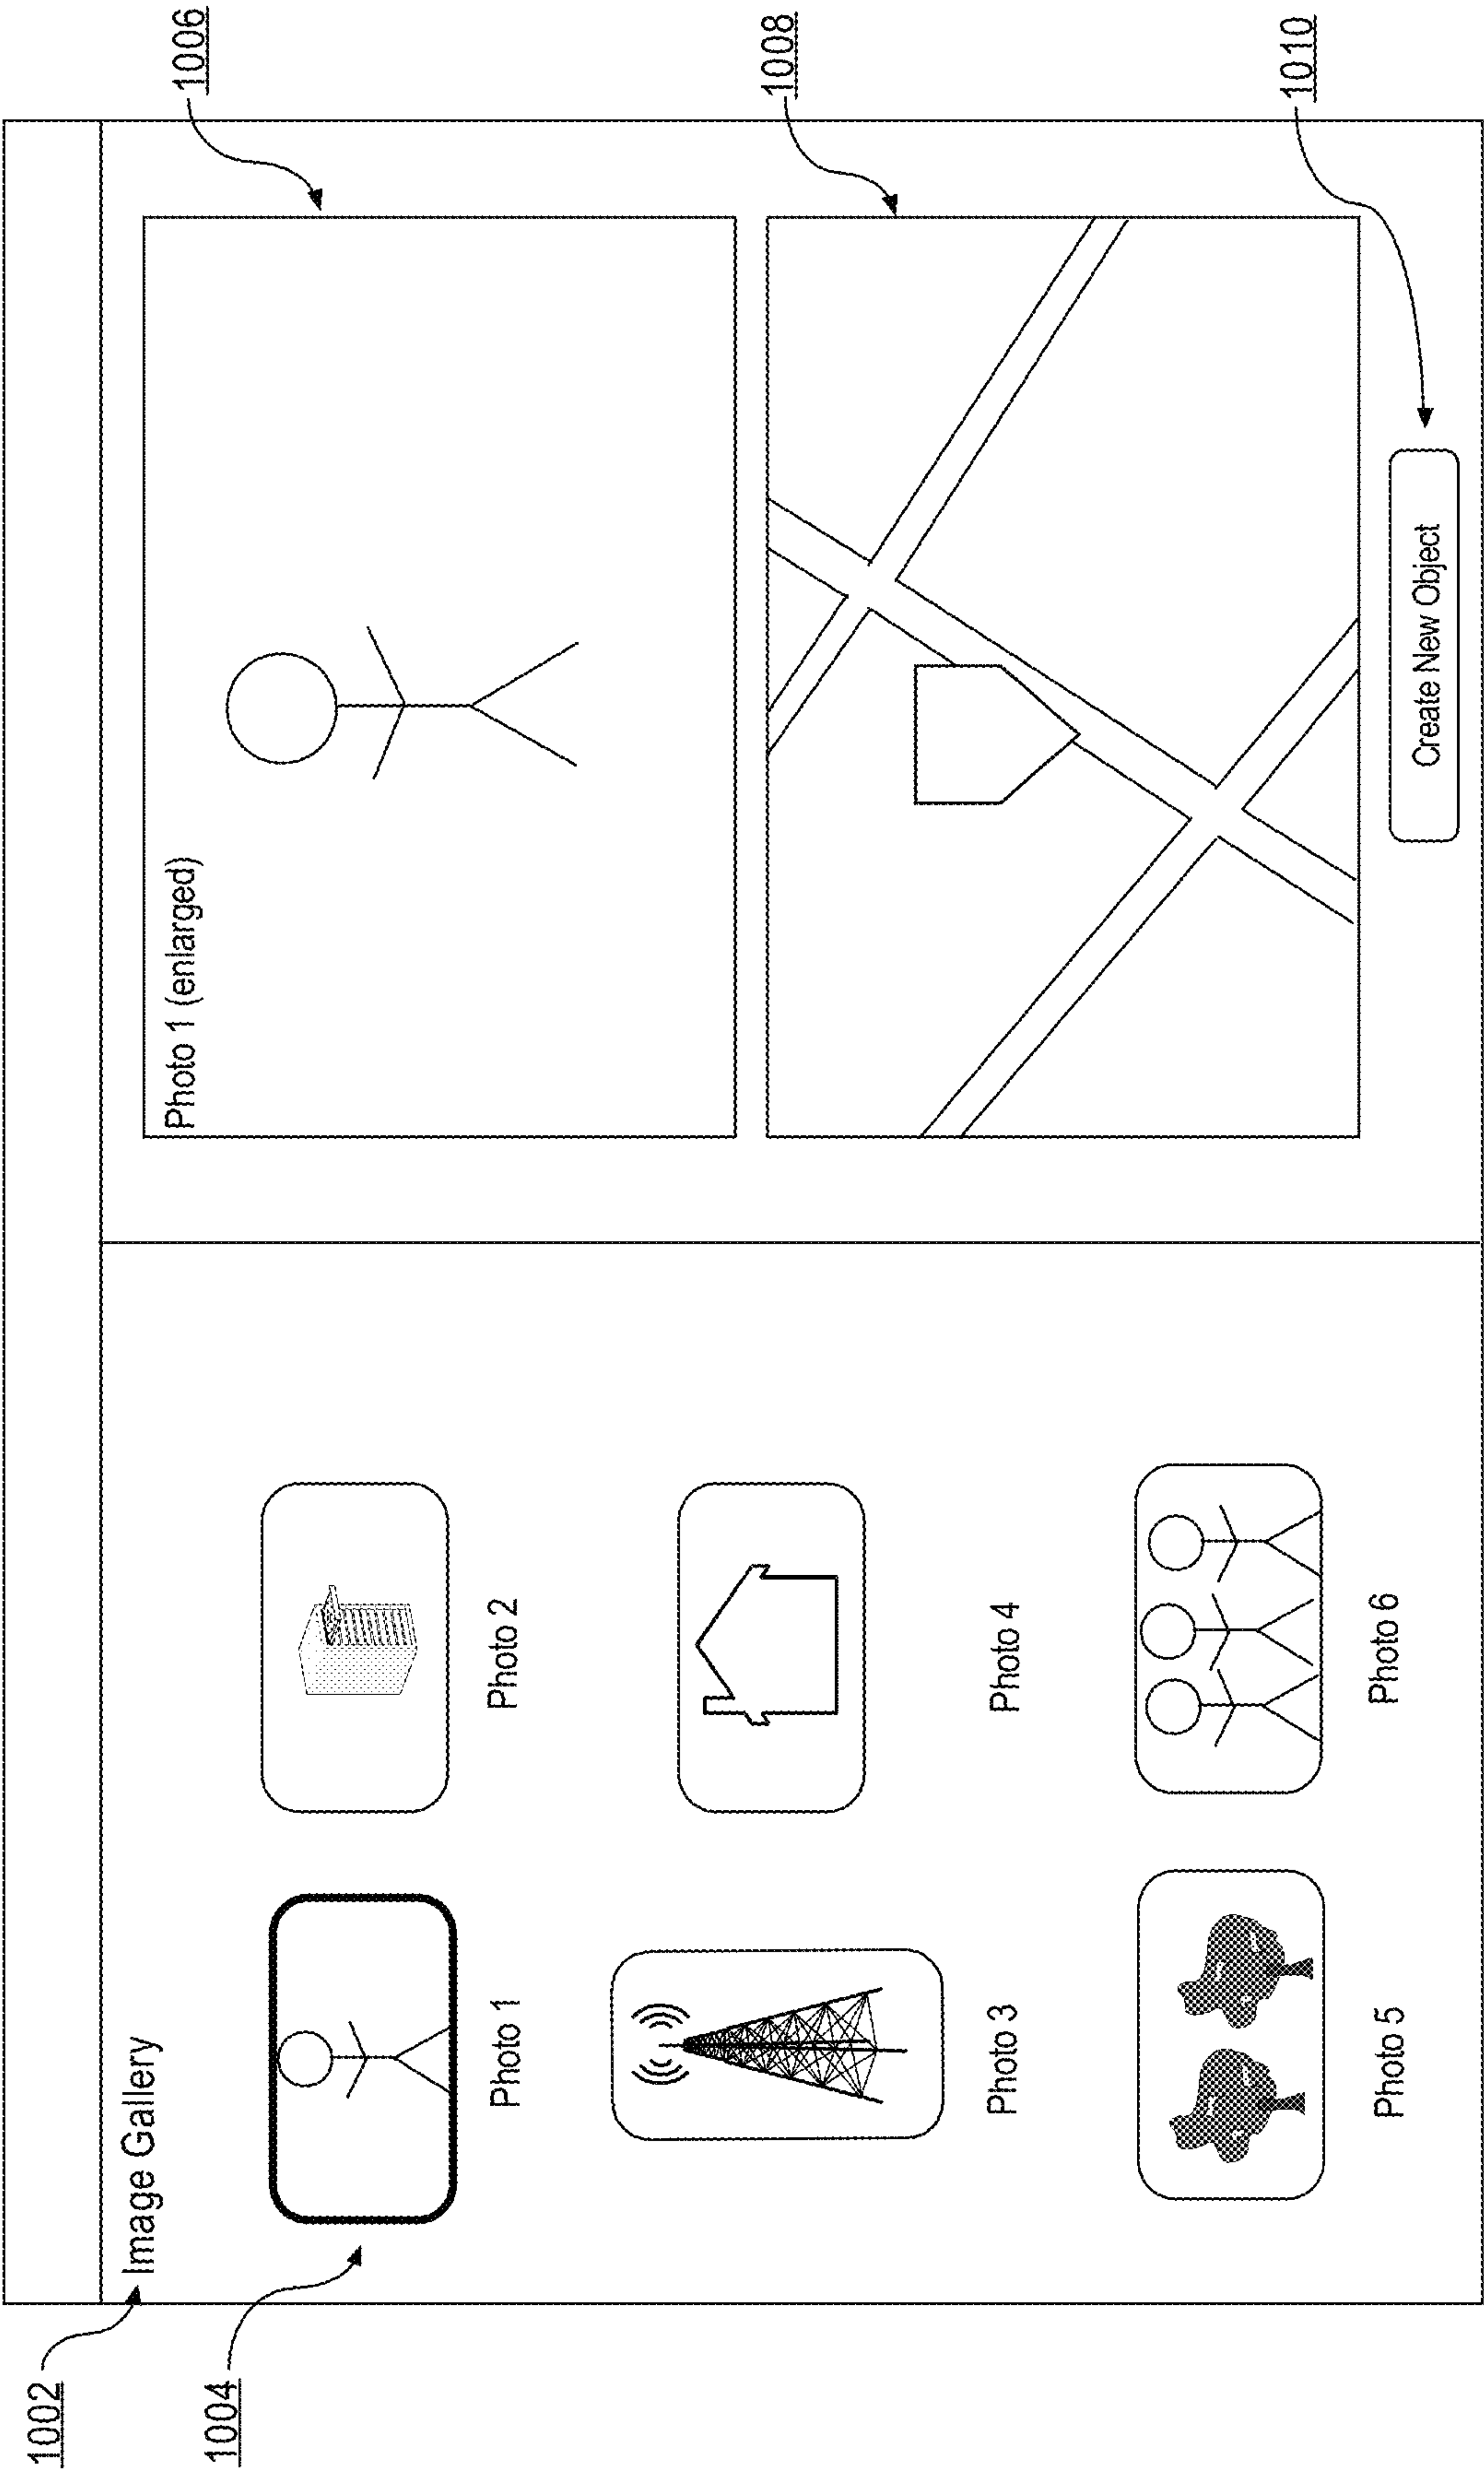 1002
Image Gallery
1004
Photo 1
Photo 2
Photo 3
Photo 4
Photo 5
Photo 6
Photo 1 (enlarged)
1006
1008
Create New Object
1010